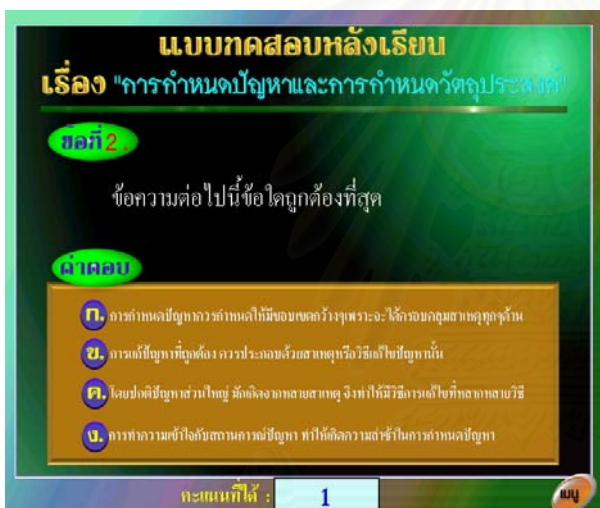 แบบทดสอบหลังเรียน
เรื่อง "การกำหนดปัญหาและการกำหนดวัตถุประสงค์"
ข้อที่ 2 .
ข้อความต่อไปนี้ข้อใดถูกต้องที่สุด
คำตอบ
ก. การกำหนดปัญหาควรกำหนดให้มีขอบเขตกว้างๆเพราะจะได้ครอบคลุมสาเหตุทุกๆด้าน
ข. การแก้ปัญหาที่ถูกต้อง ควรประกอบด้วยสาเหตุหรือวิธีแก้ไขปัญหานั้น
ค. โดยปกติปัญหาส่วนใหญ่ มักเกิดจากหลายสาเหตุ จึงทำให้มีวิธีการแก้ไขที่หลากหลายวิธี
ง. การทำความเข้าใจกับสถานการณ์ปัญหา ทำให้เกิดความล่าช้าในการกำหนดปัญหา
คะแนนที่ได้ : 1
เมนู